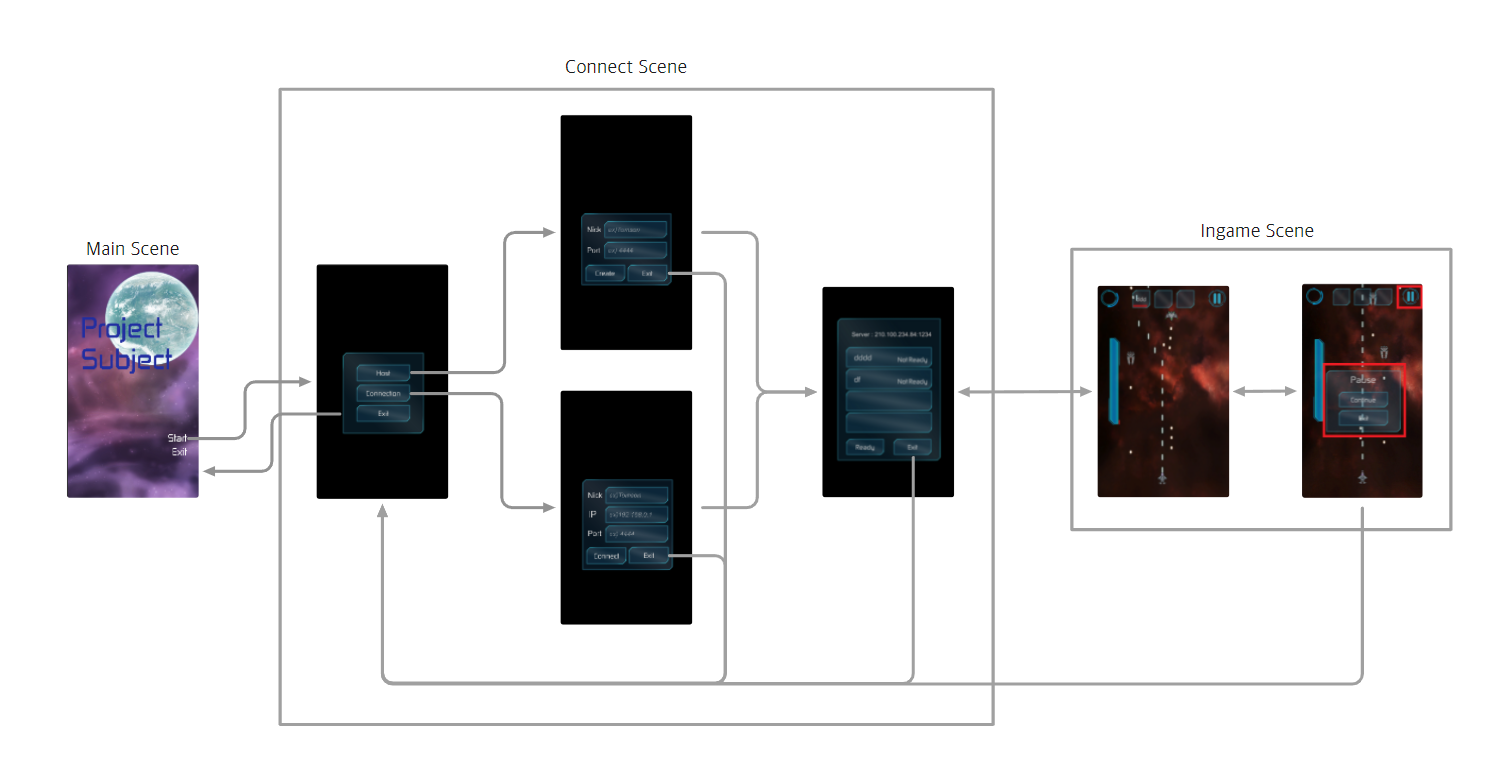 Connect Scene
Main Scene
Project
Subject
Start
Exit
Host
Connection
Exit
Nick
Port
Create Exit
Nick
IP
Port
Connect Exit
Server : 210.100.234.84:1234
dddd Not Ready
df Not Ready
Ready Exit
Ingame Scene
Pause
Continue